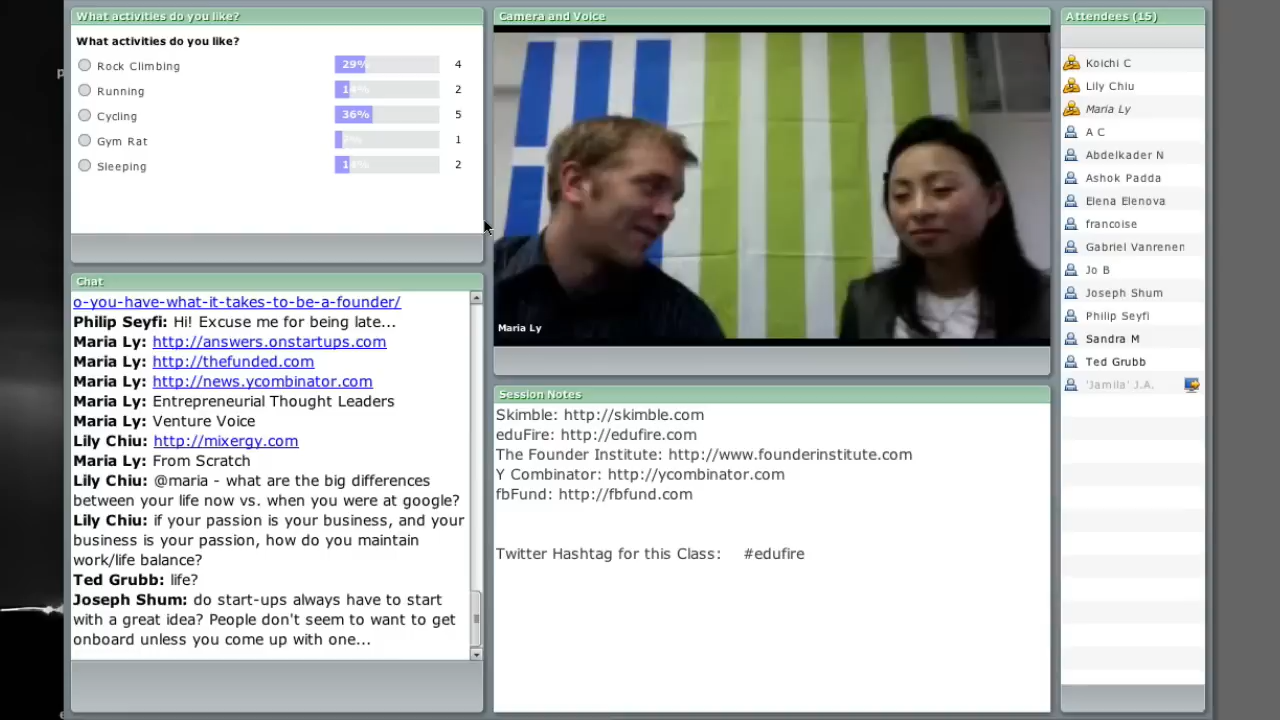 What activities do you like?
What activities do you like?
Rock Climbing 29% 4
Running 14% 2
Cycling 36% 5
Gym Rat 7% 1
Sleeping 14% 2
Chat
o-you-have-what-it-takes-to-be-a-founder/
Philip Seyfi: Hi! Excuse me for being late...
Maria Ly: http://answers.onstartups.com
Maria Ly: http://thefunded.com
Maria Ly: http://news.ycombinator.com
Maria Ly: Entrepreneurial Thought Leaders
Maria Ly: Venture Voice
Lily Chiu: http://mixergy.com
Maria Ly: From Scratch
Lily Chiu: @maria - what are the big differences
between your life now vs. when you were at google?
Lily Chiu: if your passion is your business, and your
business is your passion, how do you maintain
work/life balance?
Ted Grubb: life?
Joseph Shum: do start-ups always have to start
with a great idea? People don't seem to want to get
onboard unless you come up with one...
Camera and Voice
Maria Ly
Session Notes
Skimble: http://skimble.com
eduFire: http://edufire.com
The Founder Institute: http://www.founderinstitute.com
Y Combinator: http://ycombinator.com
fbFund: http://fbfund.com
Twitter Hashtag for this Class: #edufire
Attendees (15)
Koichi C
Lily Chiu
Maria Ly
A C
Abdelkader N
Ashok Padda
Elena Elenova
francoise
Gabriel Vanrenen
Jo B
Joseph Shum
Philip Seyfi
Sandra M
Ted Grubb
'Jamila' J.A.